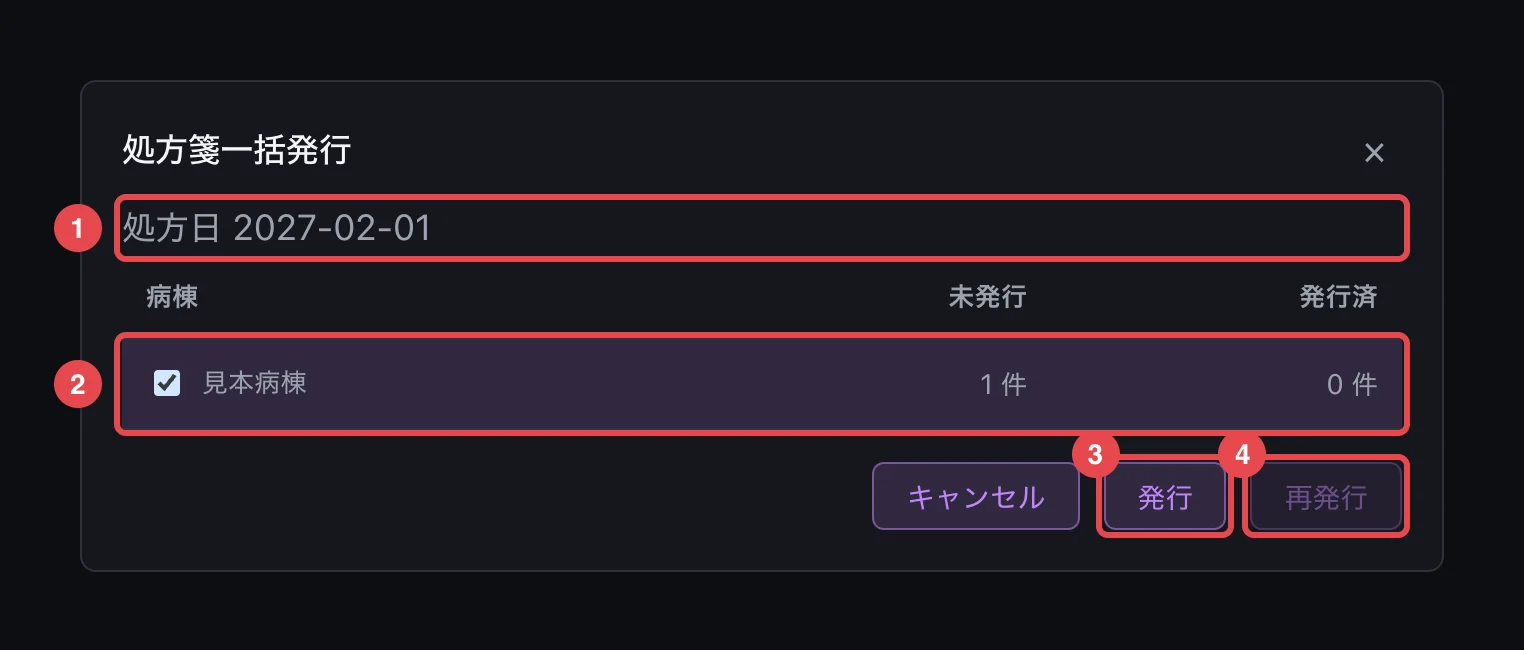 処方箋一括発行
×
1
処方日 2027-02-01
病棟 未発行 発行済
2
見本病棟 1 件 0 件
3 4
キャンセル 発行 再発行